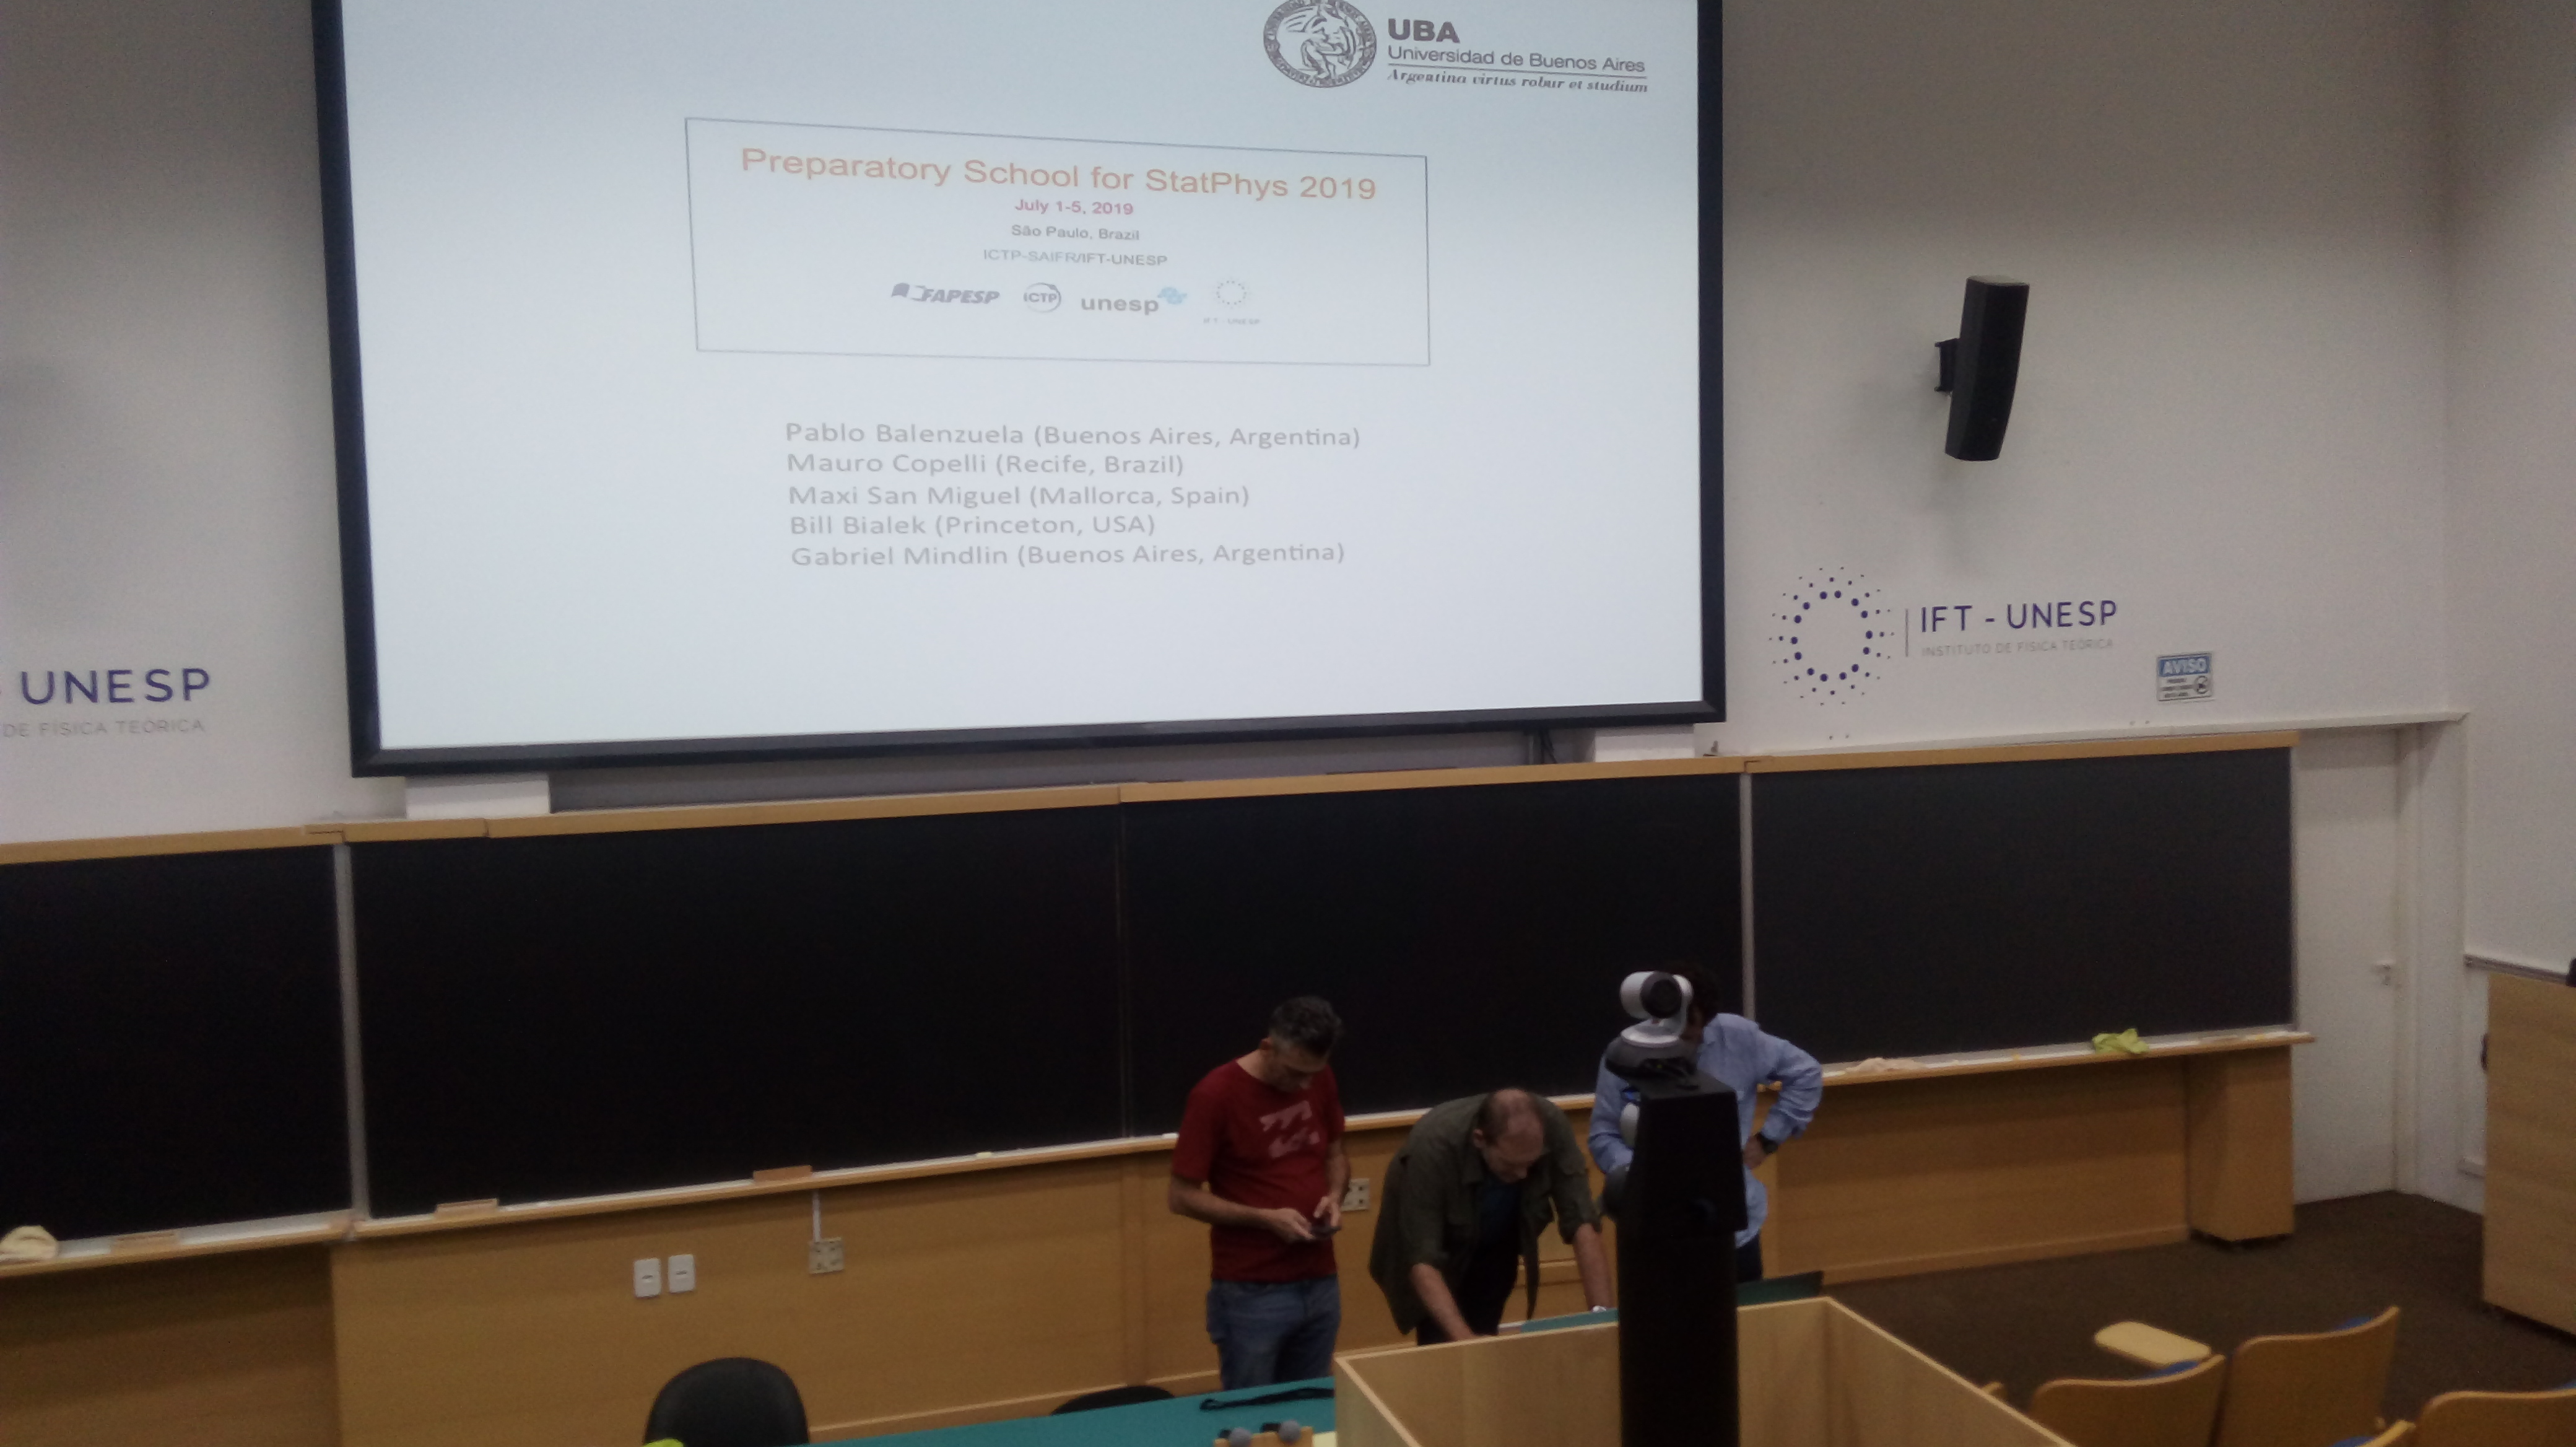 UBA
Universidad de Buenos Aires
Argentina virtus robur et studium
Preparatory School for StatPhys 2019
July 1-5, 2019
São Paulo, Brazil
ICTP-SAIFR/IFT-UNESP
FAPESP
ICTP
unesp
IFT - UNESP
Pablo Balenzuela (Buenos Aires, Argentina)
Mauro Copelli (Recife, Brazil)
Maxi San Miguel (Mallorca, Spain)
Bill Bialek (Princeton, USA)
Gabriel Mindlin (Buenos Aires, Argentina)
IFT - UNESP
INSTITUTO DE FÍSICA TEÓRICA
AVISO
- UNESP
DE FÍSICA TEÓRICA